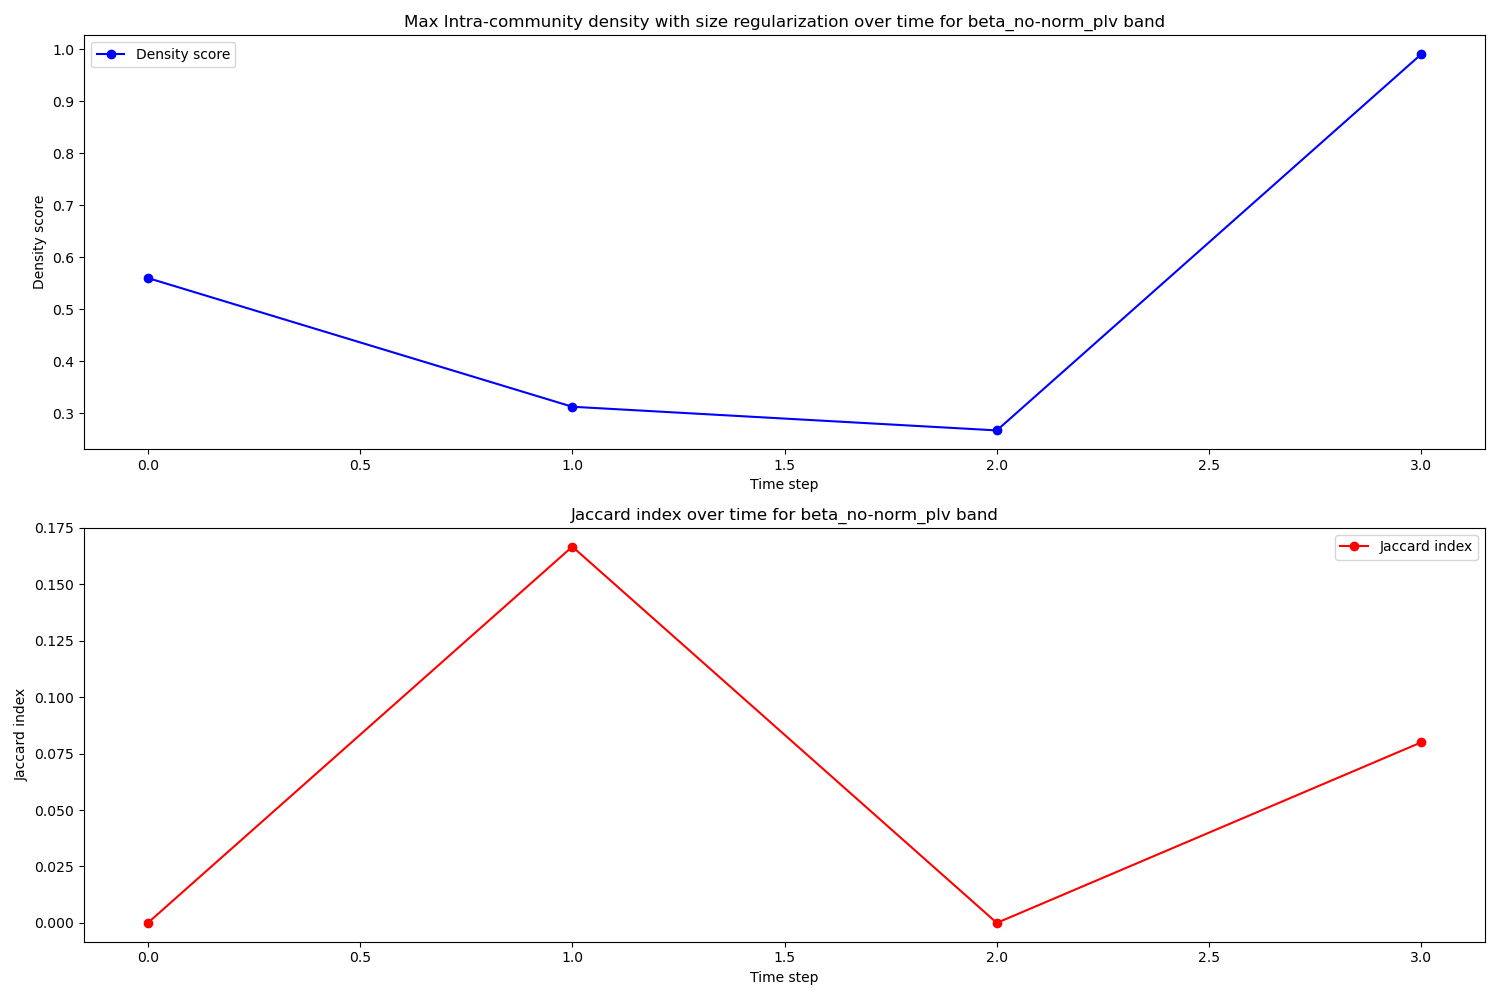 Max Intra-community density with size regularization over time for beta_no-norm_plv band
Density score
1.0
0.9
0.8
0.7
0.6
0.5
0.4
0.3
Density score
0.0 0.5 1.0 1.5 2.0 2.5 3.0
Time step
Jaccard index over time for beta_no-norm_plv band
Jaccard index
0.175
0.150
0.125
0.100
0.075
0.050
0.025
0.000
Jaccard index
0.0 0.5 1.0 1.5 2.0 2.5 3.0
Time step